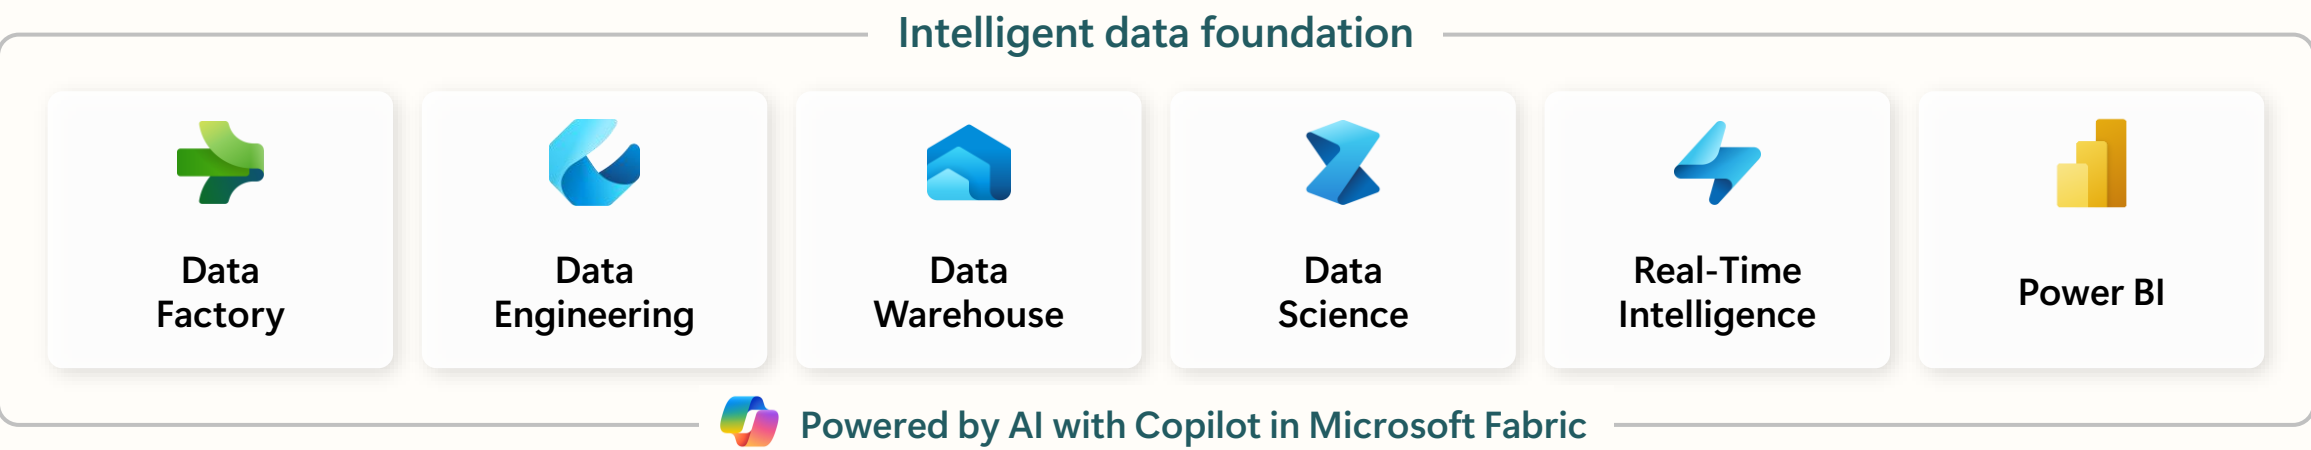 Intelligent data foundation
Data
Factory
Data
Engineering
Data
Warehouse
Data
Science
Real-Time
Intelligence
Power BI
Powered by AI with Copilot in Microsoft Fabric